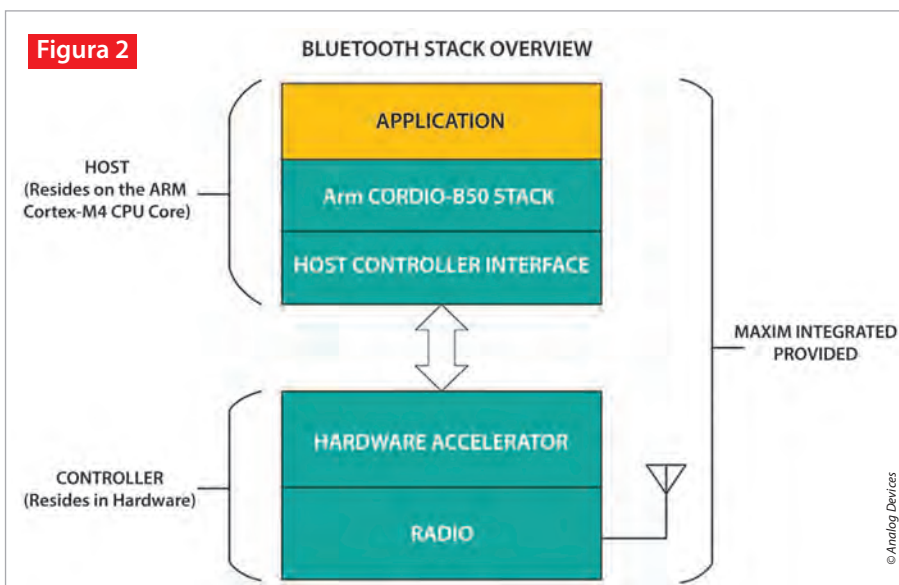 Figura 2
BLUETOOTH STACK OVERVIEW
APPLICATION
HOST
(Resides on the ARM
Cortex-M4 CPU Core)
Arm CORDIO-B50 STACK
HOST CONTROLLER INTERFACE
MAXIM INTEGRATED
PROVIDED
HARDWARE ACCELERATOR
CONTROLLER
(Resides in Hardware)
RADIO
© Analog Devices